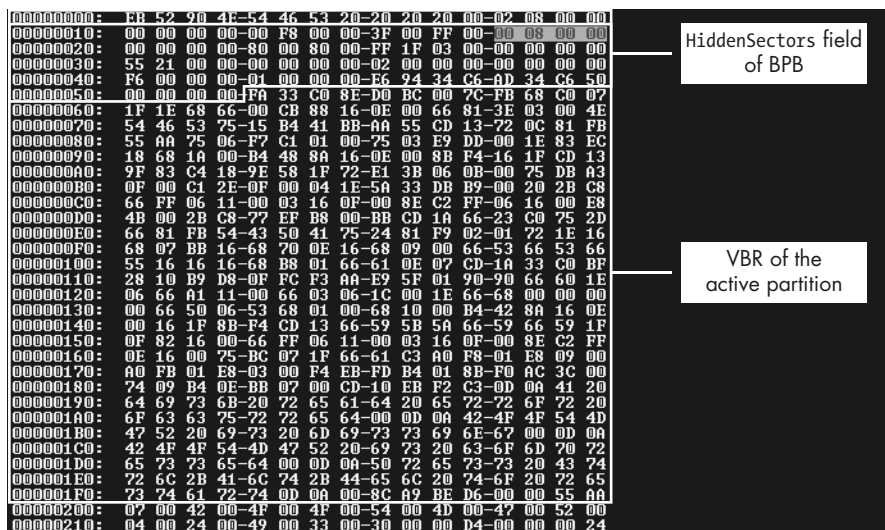 00000000: EB 52 90 4E-54 46 53 20-20 20 20 00-02 08 00 00
00000010: 00 00 00 00-00 F8 00 00-3F 00 FF 00-00 08 00 00
00000020: 00 00 00 00-80 00 80 00-FF 1F 03 00-00 00 00 00
00000030: 55 21 00 00-00 00 00 00-02 00 00 00-00 00 00 00
00000040: F6 00 00 00-01 00 00 00-E6 94 34 C6-AD 34 C6 50
00000050: 00 00 00 00-FA 33 C0 8E-D0 BC 00 7C-FB 68 C0 07
00000060: 1F 1E 68 66-00 CB 88 16-0E 00 66 81-3E 03 00 4E
00000070: 54 46 53 75-15 B4 41 BB-AA 55 CD 13-72 0C 81 FB
00000080: 55 AA 75 06-F7 C1 01 00-75 03 E9 DD-00 1E 83 EC
00000090: 18 68 1A 00-B4 48 8A 16-0E 00 8B F4-16 1F CD 13
000000A0: 9F 83 C4 18-9E 58 1F 72-E1 3B 06 0B-00 75 DB A3
000000B0: 0F 00 C1 2E-0F 00 04 1E-5A 33 DB B9-00 20 2B C8
000000C0: 66 FF 06 11-00 03 16 0F-00 8E C2 FF-06 16 00 E8
000000D0: 4B 00 2B C8-77 EF B8 00-BB CD 1A 66-23 C0 75 2D
000000E0: 66 81 FB 54-43 50 41 75-24 81 F9 02-01 72 1E 16
000000F0: 68 07 BB 16-68 70 0E 16-68 09 00 66-53 66 53 66
00000100: 55 16 16 16-68 B8 01 66-61 0E 07 CD-1A 33 C0 BF
00000110: 28 10 B9 D8-0F FC F3 AA-E9 5F 01 90-90 66 60 1E
00000120: 06 66 A1 11-00 66 03 06-1C 00 1E 66-68 00 00 00
00000130: 00 66 50 06-53 68 01 00-68 10 00 B4-42 8A 16 0E
00000140: 00 16 1F 8B-F4 CD 13 66-59 5B 5A 66-59 66 59 1F
00000150: 0F 82 16 00-66 FF 06 11-00 03 16 0F-00 8E C2 FF
00000160: 0E 16 00 75-BC 07 1F 66-61 C3 A0 F8-01 E8 09 00
00000170: A0 FB 01 E8-03 00 F4 EB-FD B4 01 8B-F0 AC 3C 00
00000180: 74 09 B4 0E-BB 07 00 CD-10 EB F2 C3-0D 0A 41 20
00000190: 64 69 73 6B-20 72 65 61-64 20 65 72-72 6F 72 20
000001A0: 6F 63 63 75-72 72 65 64-00 0D 0A 42-4F 4F 54 4D
000001B0: 47 52 20 69-73 20 6D 69-73 73 69 6E-67 00 0D 0A
000001C0: 42 4F 4F 54-4D 47 52 20-69 73 20 63-6F 6D 70 72
000001D0: 65 73 73 65-64 00 0D 0A-50 72 65 73-73 20 43 74
000001E0: 72 6C 2B 41-6C 74 2B 44-65 6C 20 74-6F 20 72 65
000001F0: 73 74 61 72-74 0D 0A 00-8C A9 BE D6-00 00 55 AA
00000200: 07 00 42 00-4F 00 4F 00-54 00 4D 00-47 00 52 00
00000210: 04 00 24 00-49 00 33 00-30 00 00 D4-00 00 00 24
HiddenSectors field
of BPB
VBR of the
active partition